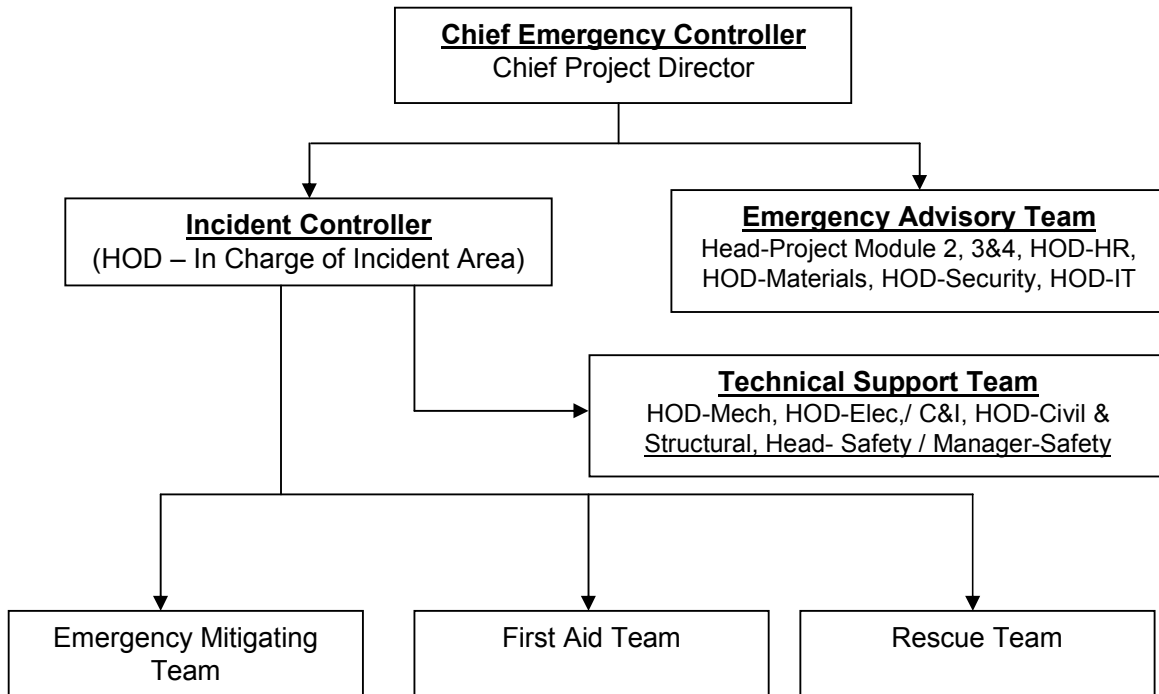 Chief Emergency Controller
Chief Project Director
Incident Controller
(HOD – In Charge of Incident Area)
Emergency Advisory Team
Head-Project Module 2, 3&4, HOD-HR,
HOD-Materials, HOD-Security, HOD-IT
Technical Support Team
HOD-Mech, HOD-Elec,/ C&I, HOD-Civil &
Structural, Head- Safety / Manager-Safety
Emergency Mitigating
Team
First Aid Team
Rescue Team